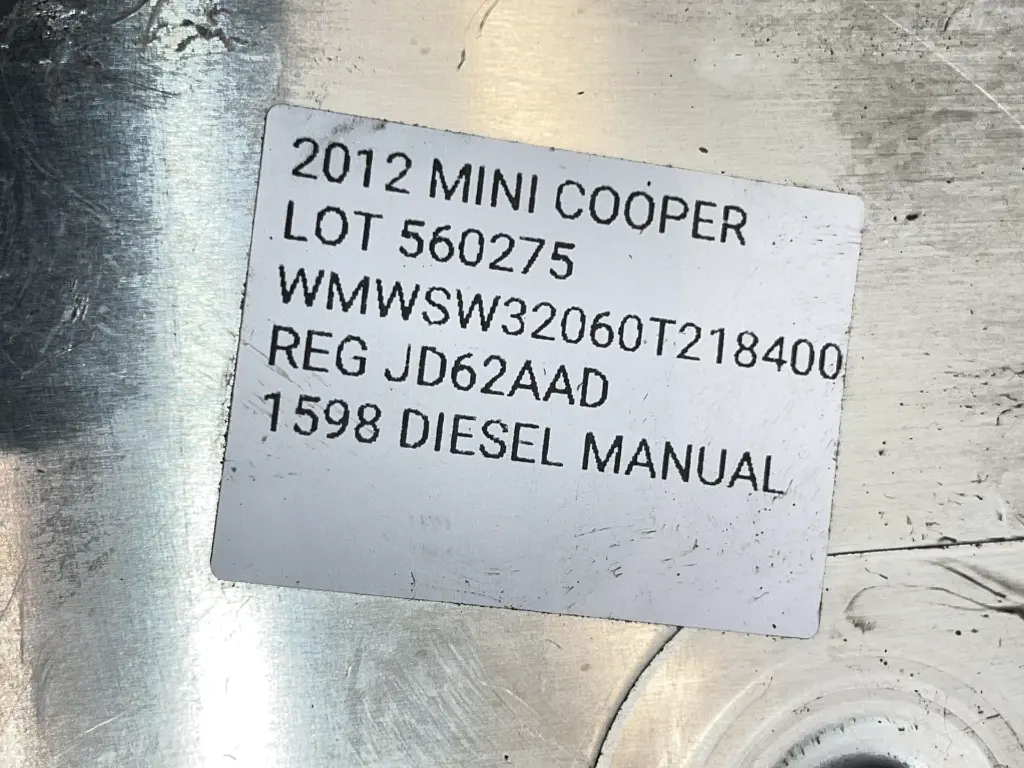 2012 MINI COOPER
LOT 560275
WMWSW32060T218400
REG JD62AAD
1598 DIESEL MANUAL